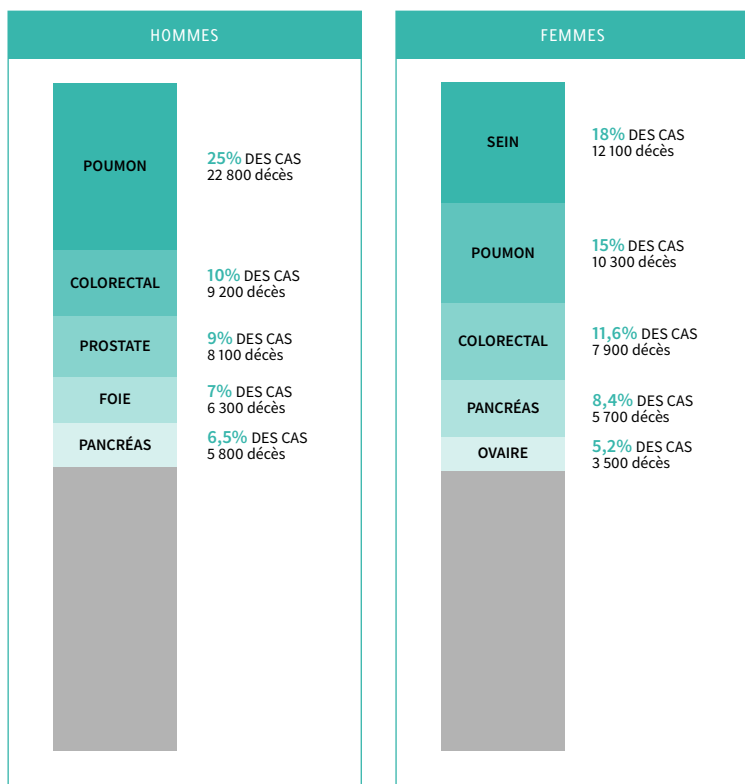 HOMMES
POUMON
25% DES CAS
22 800 décès
COLORECTAL
10% DES CAS
9 200 décès
PROSTATE
9% DES CAS
8 100 décès
FOIE
7% DES CAS
6 300 décès
PANCRÉAS
6,5% DES CAS
5 800 décès
FEMMES
SEIN
18% DES CAS
12 100 décès
POUMON
15% DES CAS
10 300 décès
COLORECTAL
11,6% DES CAS
7 900 décès
PANCRÉAS
8,4% DES CAS
5 700 décès
OVAIRE
5,2% DES CAS
3 500 décès